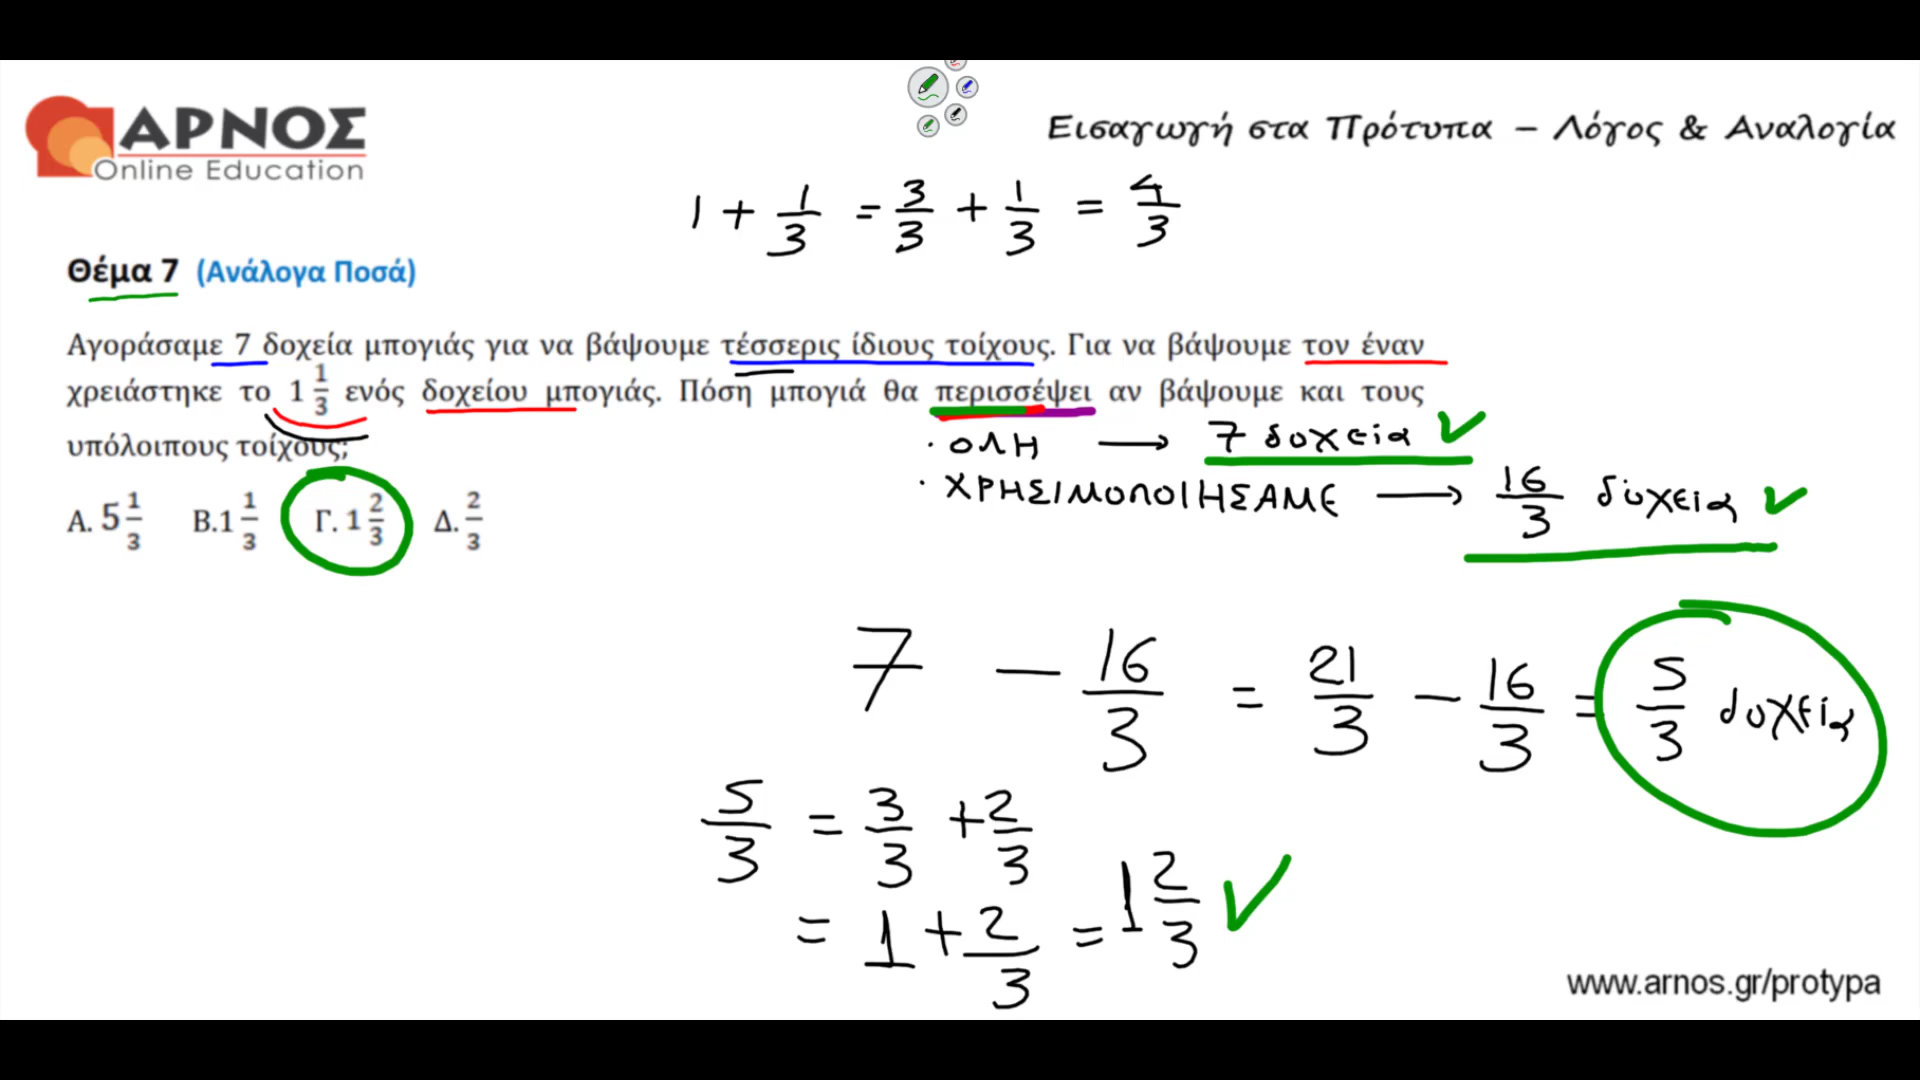 ΑΡΝΟΣ
Online Education
Εισαγωγή στα Πρότυπα – Λόγος & Αναλογία
1 + 1/3 = 3/3 + 1/3 = 4/3
Θέμα 7 (Ανάλογα Ποσά)
Αγοράσαμε 7 δοχεία μπογιάς για να βάψουμε τέσσερις ίδιους τοίχους. Για να βάψουμε τον έναν
χρειάστηκε το 1 1/3 ενός δοχείου μπογιάς. Πόση μπογιά θα περισσέψει αν βάψουμε και τους
υπόλοιπους τοίχους;
· ΟΛΗ → 7 δοχεία ✓
· ΧΡΗΣΙΜΟΠΟΙΗΣΑΜΕ → 16/3 δοχεία ✓
Α. 5 1/3 Β.1 1/3 Γ. 1 2/3 Δ. 2/3
7 – 16/3 = 21/3 – 16/3 = 5/3 δοχεία
5/3 = 3/3 + 2/3
= 1 + 2/3 = 1 2/3 ✓
www.arnos.gr/protypa